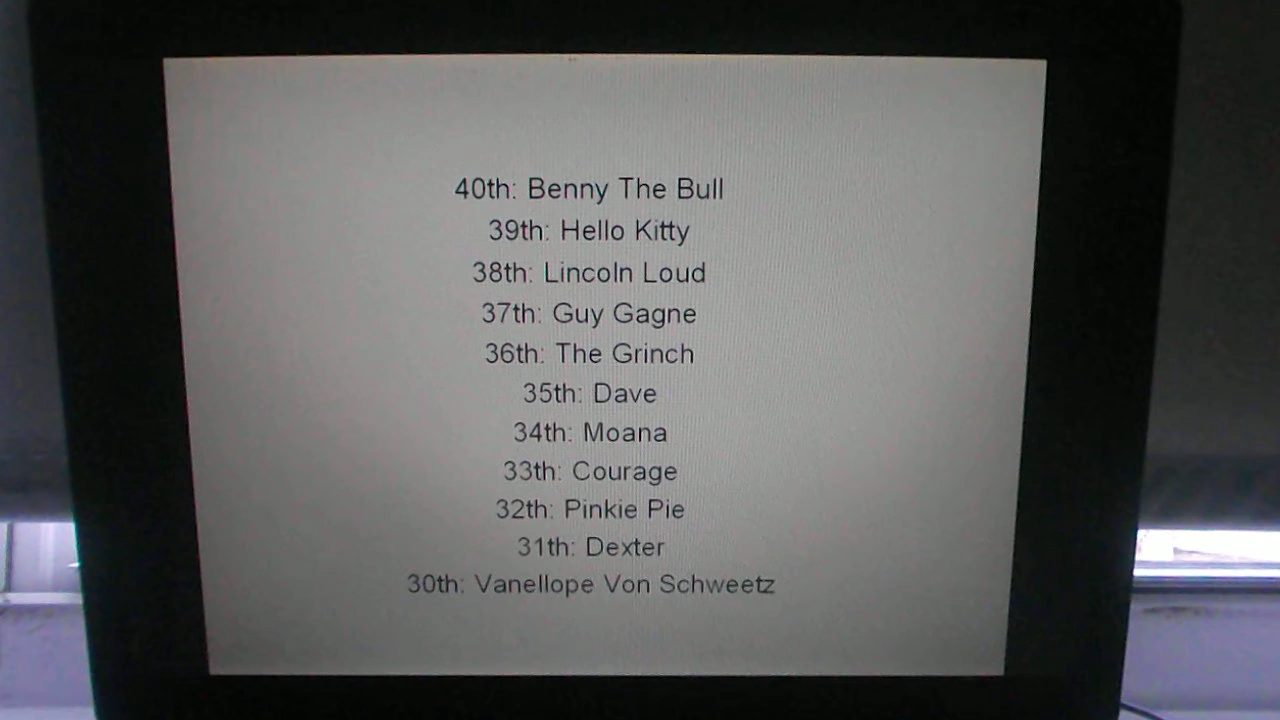 40th: Benny The Bull
39th: Hello Kitty
38th: Lincoln Loud
37th: Guy Gagne
36th: The Grinch
35th: Dave
34th: Moana
33th: Courage
32th: Pinkie Pie
31th: Dexter
30th: Vanellope Von Schweetz